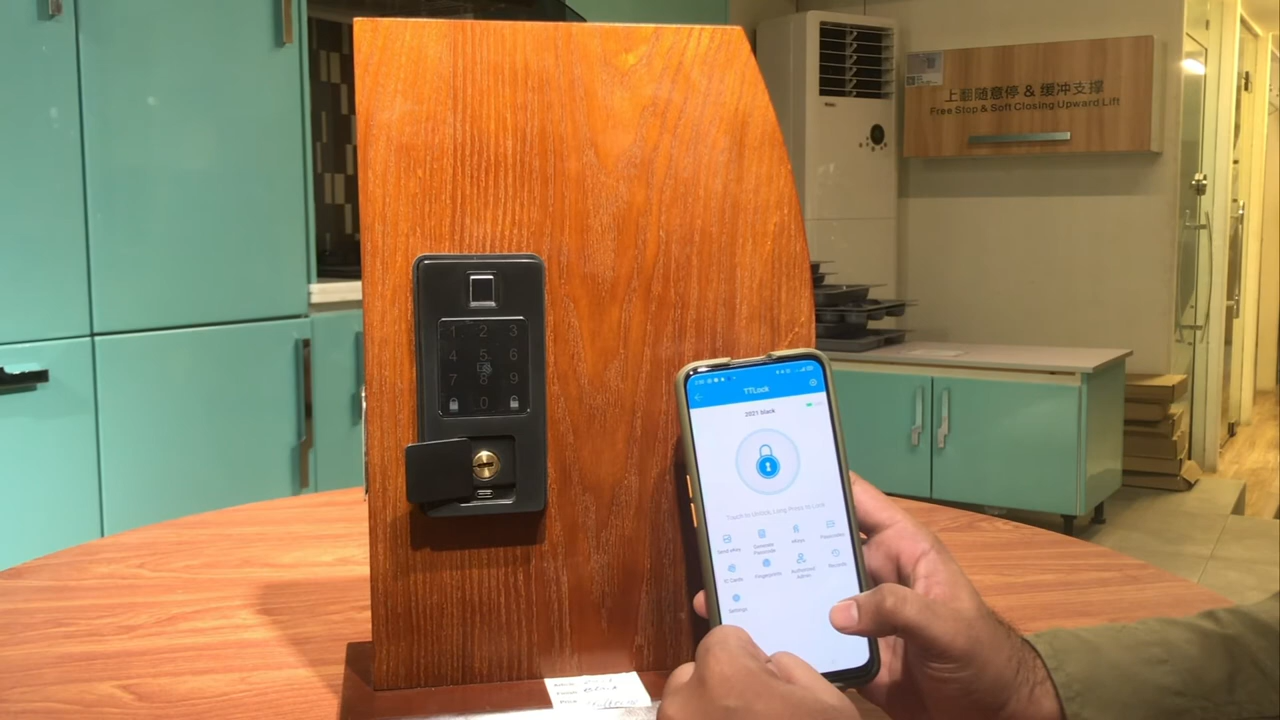 上翻随意停 & 缓冲支撑
Free Stop & Soft Closing Upward Lift
1 2 3
4 5 6
7 8 9
0
TTLock
2021 black
Touch to Unlock, Long Press to Lock
Send eKey
Generate Passcode
eKeys
Passcodes
IC Cards
Fingerprints
Authorized Admin
Records
Settings
Black